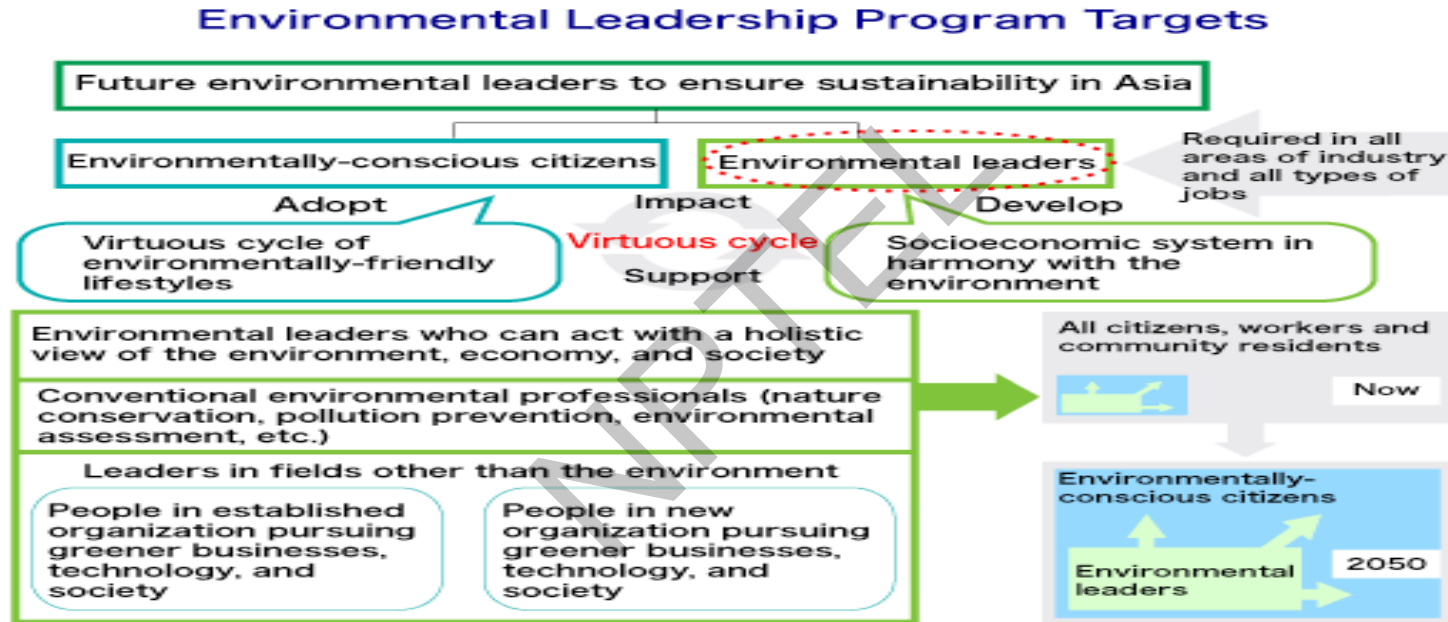 Environmental Leadership Program Targets
Future environmental leaders to ensure sustainability in Asia
Environmentally-conscious citizens
Environmental leaders
Required in all
areas of industry
and all types of
jobs
Adopt
Impact
Develop
Virtuous cycle of
environmentally-friendly
lifestyles
Virtuous cycle
Support
Socioeconomic system in
harmony with the
environment
Environmental leaders who can act with a holistic
view of the environment, economy, and society
Conventional environmental professionals (nature
conservation, pollution prevention, environmental
assessment, etc.)
Leaders in fields other than the environment
People in established
organization pursuing
greener businesses,
technology, and
society
People in new
organization pursuing
greener businesses,
technology, and
society
All citizens, workers and
community residents
Now
Environmentally-
conscious citizens
2050
Environmental
leaders
NPTEL